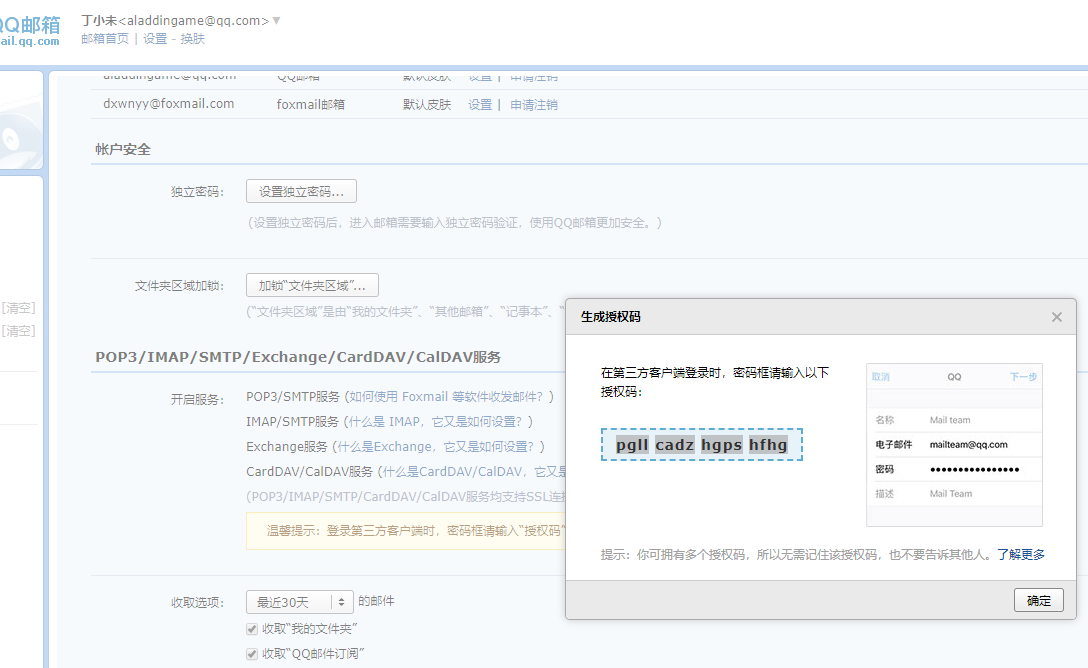 QQ邮箱
mail.qq.com
丁小未<aladdingame@qq.com>
邮箱首页 | 设置 - 换肤
aladdingame@qq.com QQ邮箱 默认皮肤 设置 | 申请注销
dxwnyy@foxmail.com foxmail邮箱 默认皮肤 设置 | 申请注销
帐户安全
独立密码： 设置独立密码...
(设置独立密码后，进入邮箱需要输入独立密码验证，使用QQ邮箱更加安全。)
文件夹区域加锁： 加锁“文件夹区域”...
(“文件夹区域”是由“我的文件夹”、“其他邮箱”、“记事本”、“
[清空]
[清空]
POP3/IMAP/SMTP/Exchange/CardDAV/CalDAV服务
开启服务： POP3/SMTP服务 (如何使用 Foxmail 等软件收发邮件？)
IMAP/SMTP服务 (什么是 IMAP，它又是如何设置？)
Exchange服务 (什么是Exchange，它又是如何设置？)
CardDAV/CalDAV服务 (什么是CardDAV/CalDAV，它又是
(POP3/IMAP/SMTP/CardDAV/CalDAV服务均支持SSL连接
温馨提示：登录第三方客户端时，密码框请输入“授权码”
收取选项： 最近30天 的邮件
收取“我的文件夹”
收取“QQ邮件订阅”
生成授权码
在第三方客户端登录时，密码框请输入以下
授权码：
pgll cadz hgps hfhg
取消 QQ 下一步
名称 Mail team
电子邮件 mailteam@qq.com
密码 ●●●●●●●●●●●●●●●
描述 Mail Team
提示：你可拥有多个授权码，所以无需记住该授权码，也不要告诉其他人。了解更多
确定